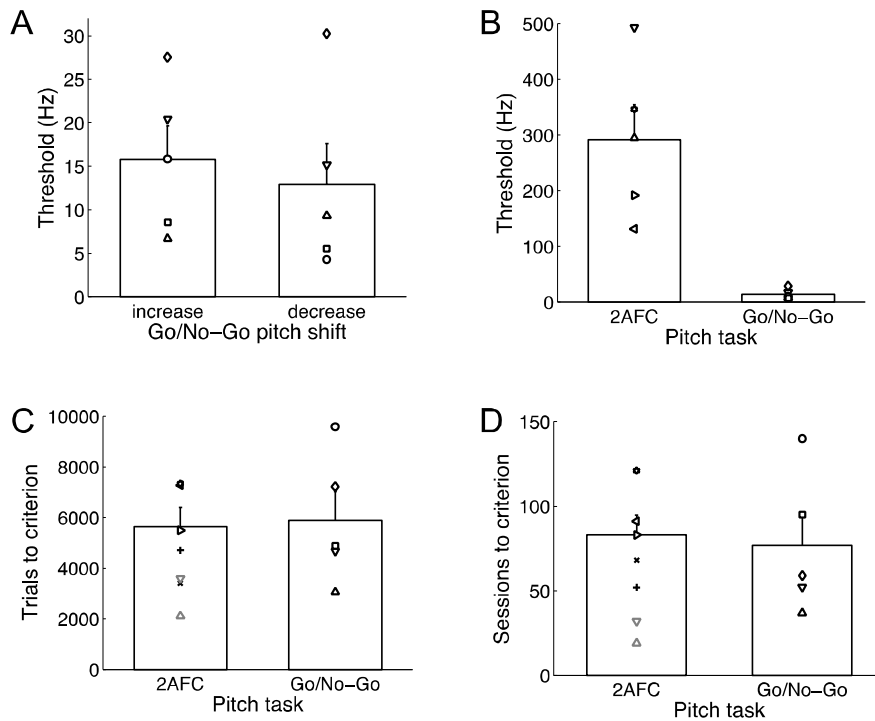 A
Threshold (Hz)
30
25
20
15
10
5
0
increase
decrease
Go/No–Go pitch shift
B
Threshold (Hz)
500
400
300
200
100
0
2AFC
Go/No–Go
Pitch task
C
Trials to criterion
10000
8000
6000
4000
2000
0
2AFC
Go/No–Go
Pitch task
D
Sessions to criterion
150
100
50
0
2AFC
Go/No–Go
Pitch task